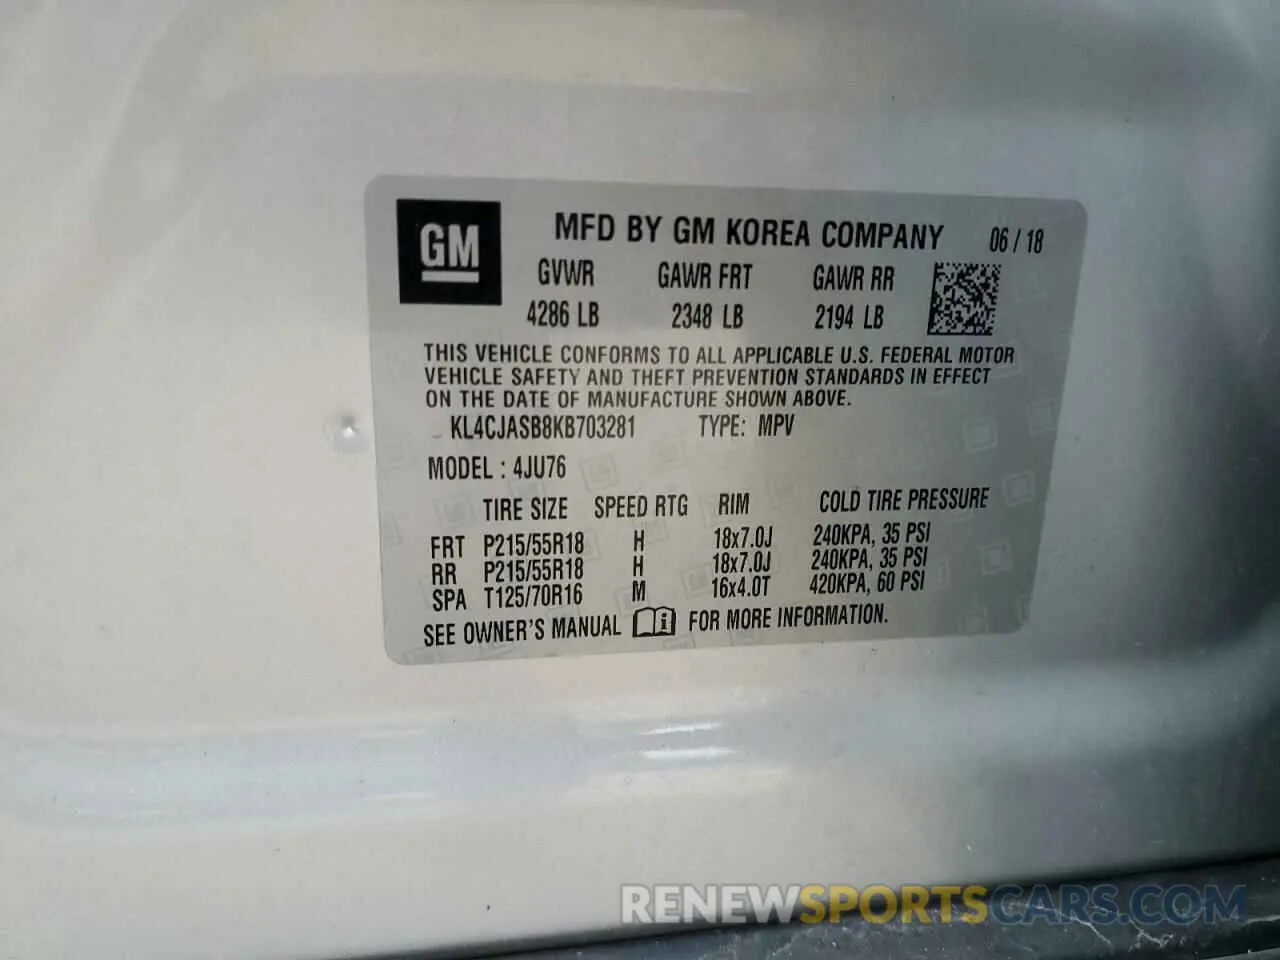 GM
MFD BY GM KOREA COMPANY 06 / 18
GVWR GAWR FRT GAWR RR
4286 LB 2348 LB 2194 LB
THIS VEHICLE CONFORMS TO ALL APPLICABLE U.S. FEDERAL MOTOR
VEHICLE SAFETY AND THEFT PREVENTION STANDARDS IN EFFECT
ON THE DATE OF MANUFACTURE SHOWN ABOVE.
KL4CJASB8KB703281 TYPE: MPV
MODEL : 4JU76
TIRE SIZE SPEED RTG RIM COLD TIRE PRESSURE
FRT P215/55R18 H 18x7.0J 240KPA, 35 PSI
RR P215/55R18 H 18x7.0J 240KPA, 35 PSI
SPA T125/70R16 M 16x4.0T 420KPA, 60 PSI
SEE OWNER'S MANUAL FOR MORE INFORMATION.
RENEWSPORTSCARS.COM